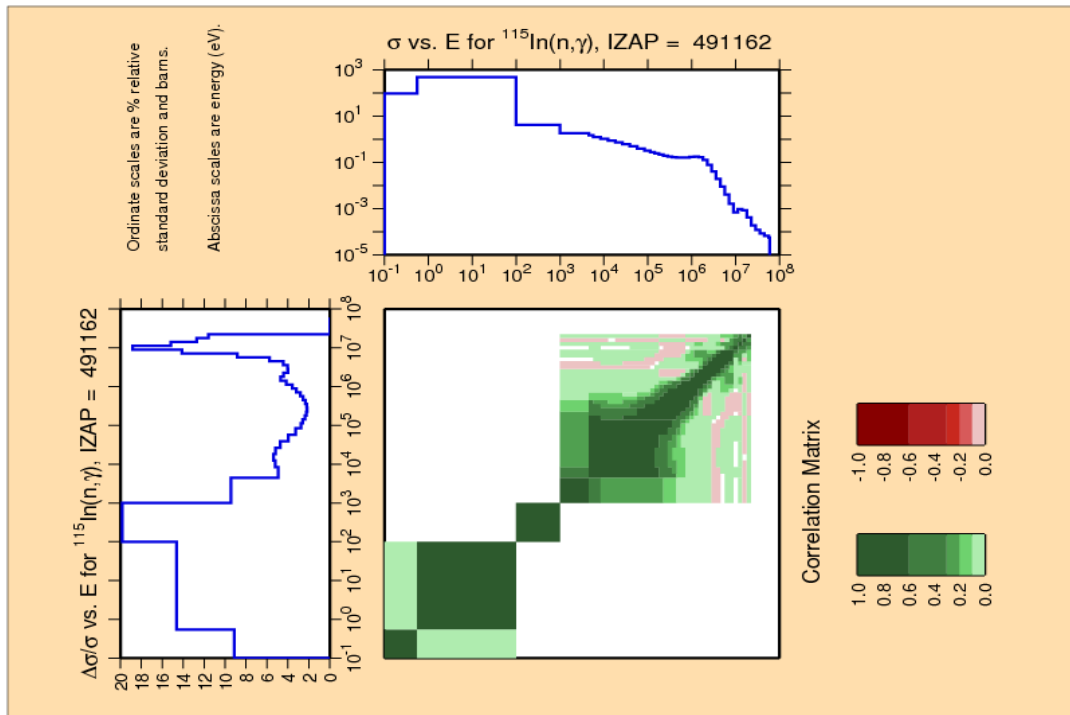 σ vs. E for ¹¹⁵In(n,γ), IZAP = 491162
Ordinate scales are % relative
standard deviation and barns.
Abscissa scales are energy (eV).
10³
10¹
10⁻¹
10⁻³
10⁻⁵
10⁻¹ 10⁰ 10¹ 10² 10³ 10⁴ 10⁵ 10⁶ 10⁷ 10⁸
Δσ/σ vs. E for ¹¹⁵In(n,γ), IZAP = 491162
20 18 16 14 12 10 8 6 4 2 0
10⁻¹ 10⁰ 10¹ 10² 10³ 10⁴ 10⁵ 10⁶ 10⁷ 10⁸
Correlation Matrix
1.0 0.8 0.6 0.4 0.2 0.0
-1.0 -0.8 -0.6 -0.4 -0.2 0.0